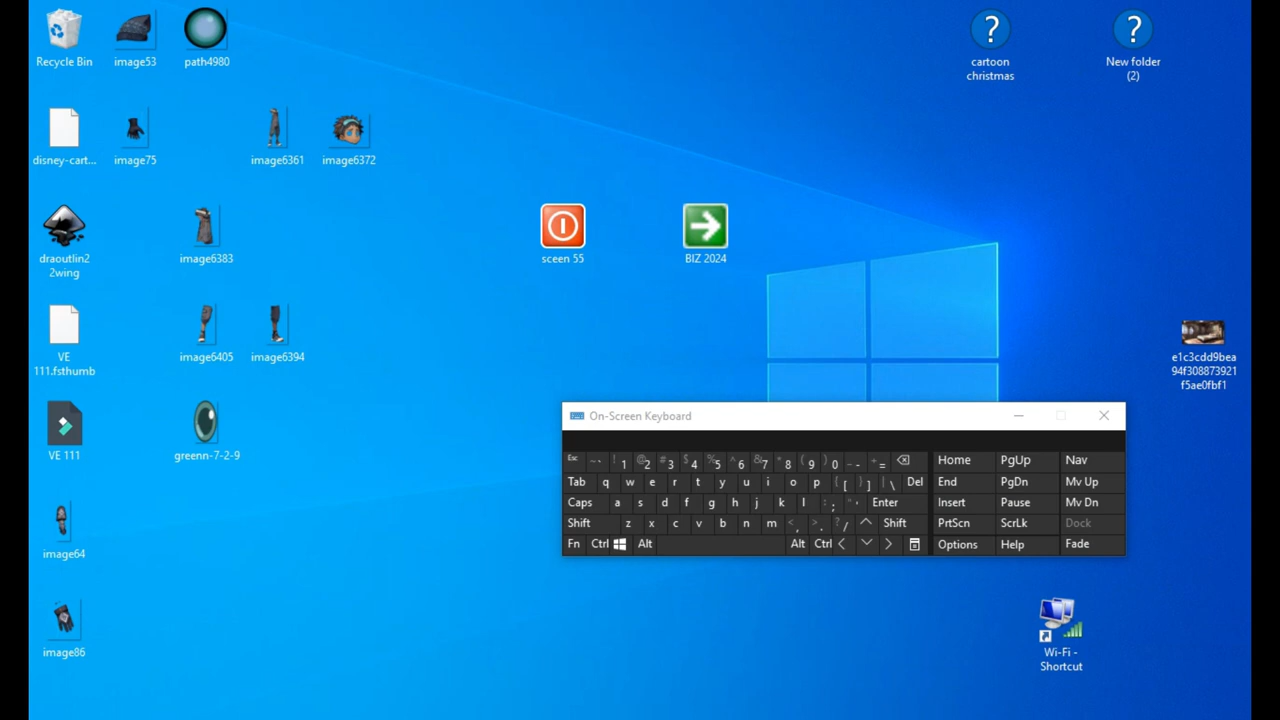 Recycle Bin
image53
path4980
cartoon
christmas
New folder
(2)
disney-cart...
image75
image6361
image6372
draoutlin2
2wing
image6383
sceen 55
BIZ 2024
VE
111.fsthumb
image6405
image6394
e1c3cdd9bea
94f308873921
f5ae0fbf1
VE 111
greenn-7-2-9
On-Screen Keyboard
Esc ~ ` ! 1 @ 2 # 3 $ 4 % 5 ^ 6 & 7 * 8 ( 9 ) 0 _ - + = Home PgUp Nav
Tab q w e r t y u i o p { [ } ] | \ Del End PgDn Mv Up
Caps a s d f g h j k l : ; " ' Enter Insert Pause Mv Dn
Shift z x c v b n m < , > . ? / Shift PrtScn ScrLk Dock
Fn Ctrl Alt Alt Ctrl Options Help Fade
image64
image86
Wi-Fi -
Shortcut